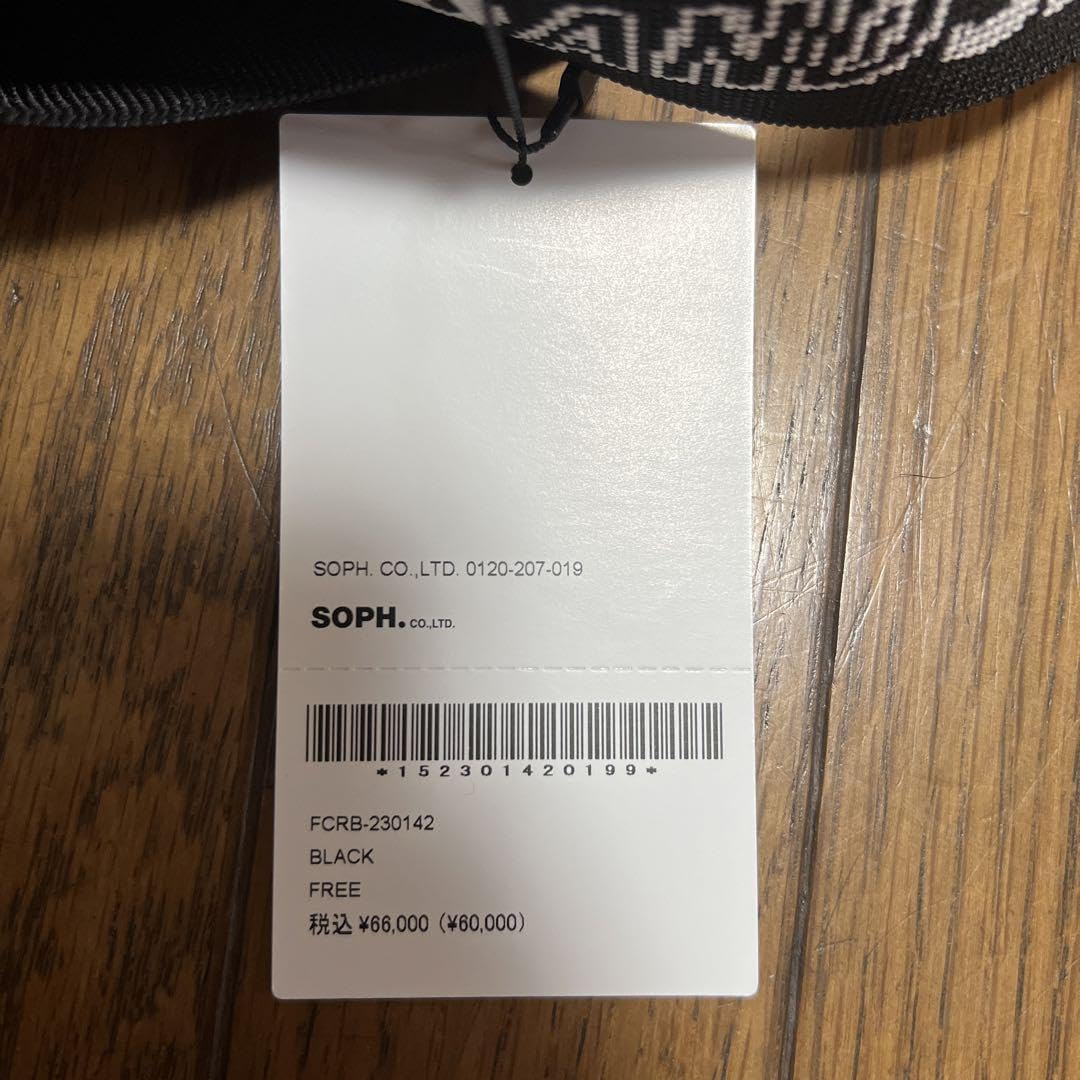 SOPH. CO.,LTD. 0120-207-019
SOPH. CO.,LTD.
*152301420199*
FCRB-230142
BLACK
FREE
税込 ¥66,000 (¥60,000)